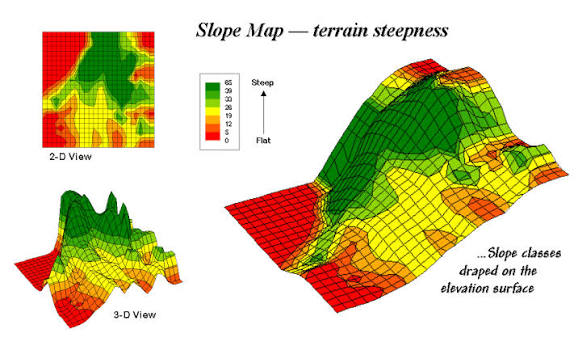 Slope Map — terrain steepness
65
39
33
26
19
12
5
0
Steep
Flat
2-D View
3-D View
...Slope classes
draped on the
elevation surface